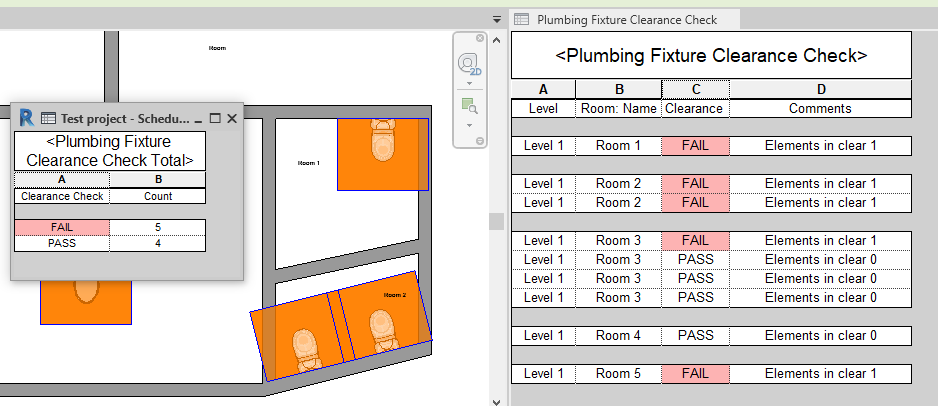 Plumbing Fixture Clearance Check
Room
2D
Test project - Schedu...
<Plumbing Fixture
Clearance Check Total>
A B
Clearance Check Count
FAIL 5
PASS 4
Room 1
Room 2
<Plumbing Fixture Clearance Check>
A B C D
Level Room: Name Clearance Comments
Level 1 Room 1 FAIL Elements in clear 1
Level 1 Room 2 FAIL Elements in clear 1
Level 1 Room 2 FAIL Elements in clear 1
Level 1 Room 3 FAIL Elements in clear 1
Level 1 Room 3 PASS Elements in clear 0
Level 1 Room 3 PASS Elements in clear 0
Level 1 Room 3 PASS Elements in clear 0
Level 1 Room 4 PASS Elements in clear 0
Level 1 Room 5 FAIL Elements in clear 1